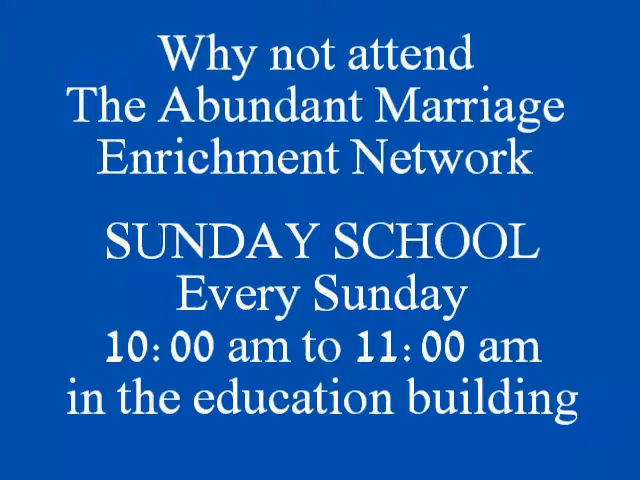 Why not attend
The Abundant Marriage
Enrichment Network
SUNDAY SCHOOL
Every Sunday
10:00 am to 11:00 am
in the education building